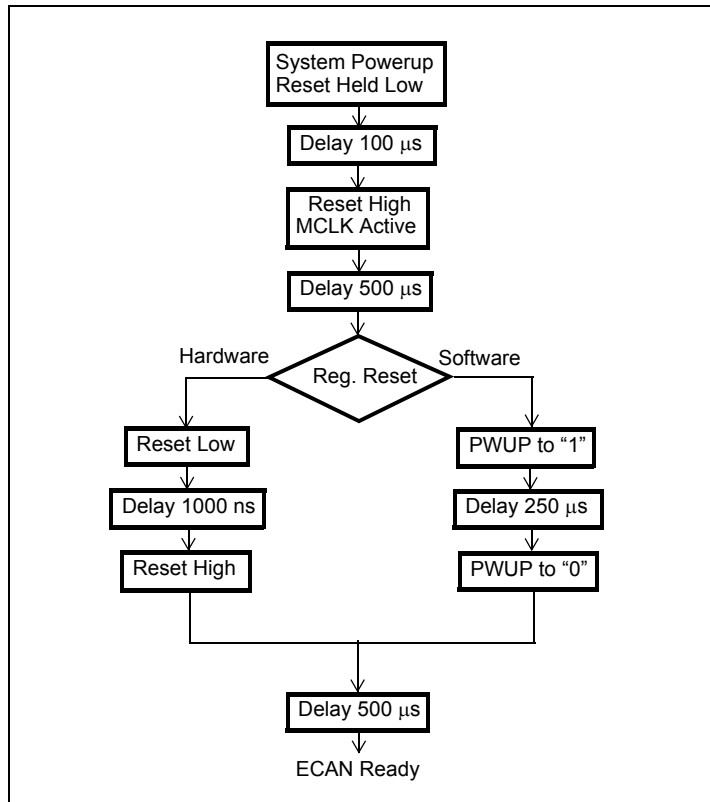 System Powerup
Reset Held Low
Delay 100 μs
Reset High
MCLK Active
Delay 500 μs
Hardware
Software
Reg. Reset
Reset Low
PWUP to “1”
Delay 1000 ns
Delay 250 μs
Reset High
PWUP to “0”
Delay 500 μs
ECAN Ready